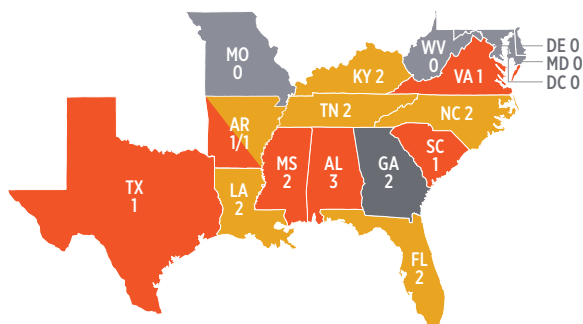 MO
0
WV
0
DE 0
MD 0
DC 0
KY 2
VA 1
TN 2
NC 2
AR
1/1
SC
1
MS
2
AL
3
GA
2
TX
1
LA
2
FL
2